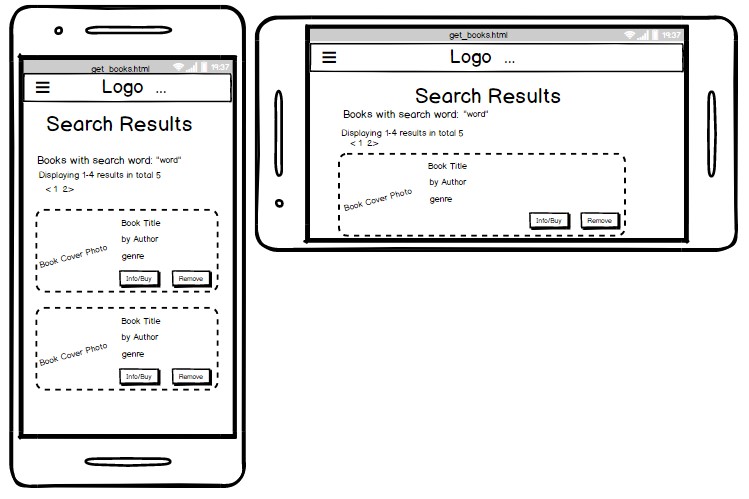 get_books.html 19:37
Logo ...
Search Results
Books with search word: "word"
Displaying 1-4 results in total 5
< 1 2>
Book Title
by Author
Book Cover Photo
genre
Info/Buy Remove
Book Title
by Author
Book Cover Photo
genre
Info/Buy Remove
get_books.html 19:37
Logo ...
Search Results
Books with search word: "word"
Displaying 1-4 results in total 5
< 1 2>
Book Title
by Author
Book Cover Photo
genre
Info/Buy Remove